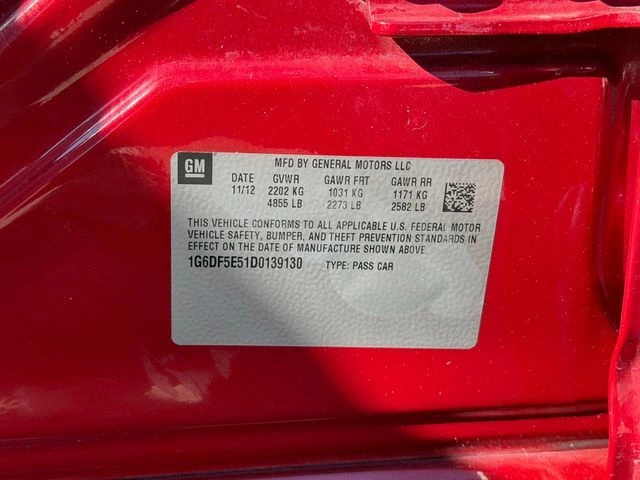 GM
MFD BY GENERAL MOTORS LLC
DATE GVWR GAWR FRT GAWR RR
11/12 2202 KG 1031 KG 1171 KG
4855 LB 2273 LB 2582 LB
THIS VEHICLE CONFORMS TO ALL APPLICABLE U.S. FEDERAL MOTOR
VEHICLE SAFETY, BUMPER, AND THEFT PREVENTION STANDARDS IN
EFFECT ON THE DATE OF MANUFACTURE SHOWN ABOVE.
1G6DF5E51D0139130 TYPE: PASS CAR